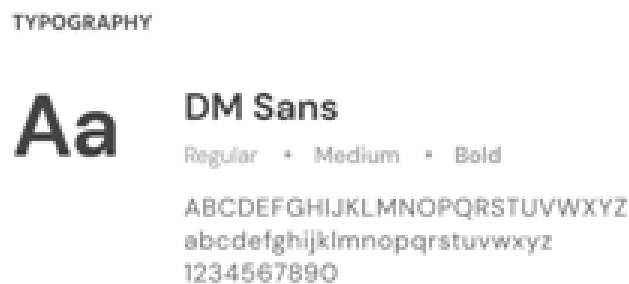 TYPOGRAPHY
Aa
DM Sans
Regular • Medium • Bold
ABCDEFGHIJKLMNOPQRSTUVWXYZ
abcdefghijklmnopqrstuvwxyz
1234567890